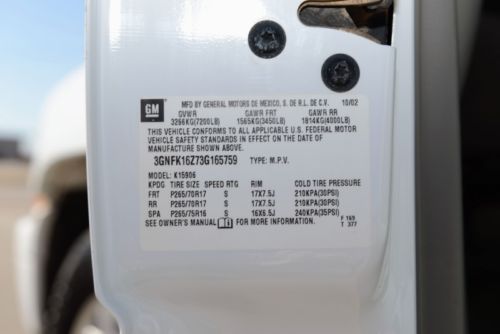 GM
MFD BY GENERAL MOTORS DE MEXICO, S. DE R.L. DE C.V. 10/02
GVWR GAWR FRT GAWR RR
3266KG(7200LB) 1565KG(3450LB) 1814KG(4000LB)
THIS VEHICLE CONFORMS TO ALL APPLICABLE U.S. FEDERAL MOTOR
VEHICLE SAFETY STANDARDS IN EFFECT ON THE DATE OF
MANUFACTURE SHOWN ABOVE.
3GNFK16Z73G165759 TYPE: M.P.V.
MODEL: K15906
KPDG TIRE SIZE SPEED RTG RIM COLD TIRE PRESSURE
FRT P265/70R17 S 17X7.5J 210KPA(30PSI)
RR P265/70R17 S 17X7.5J 210KPA(30PSI)
SPA P265/75R16 S 16X6.5J 240KPA(35PSI)
SEE OWNER'S MANUAL FOR MORE INFORMATION.
F 169
T 377